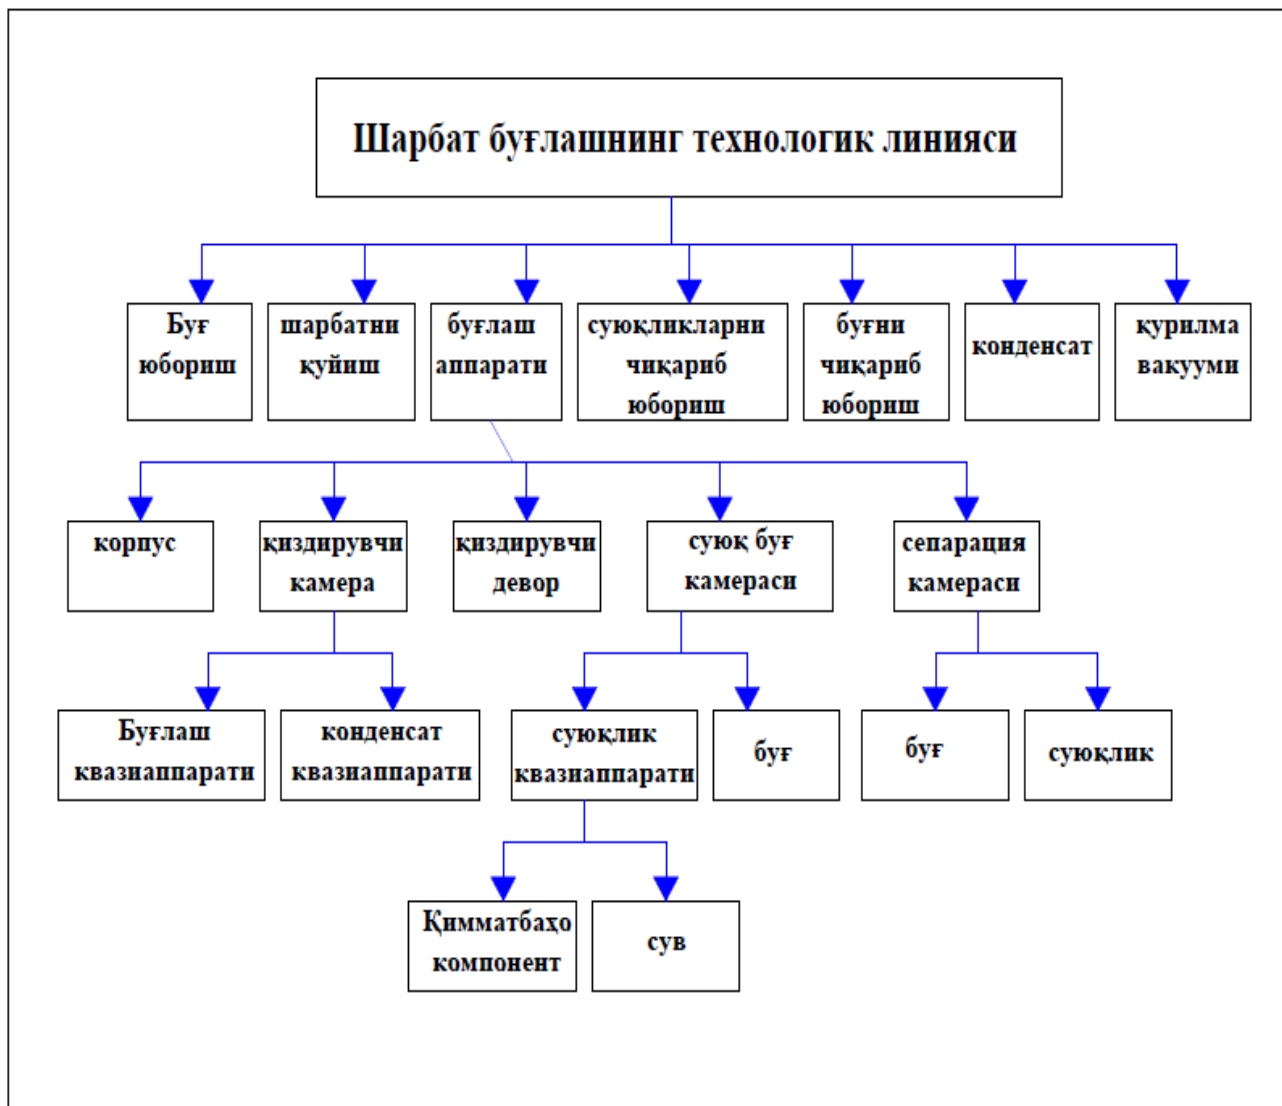 Шарбат буғлашнинг технологик линияси
Буғ
юбориш
шарбатни
қуйиш
буғлаш
аппарати
суюқликларни
чиқариб
юбориш
буғни
чиқариб
юбориш
конденсат
қурилма
вакууми
корпус
қиздирувчи
камера
қиздирувчи
девор
суюқ буғ
камераси
сепарация
камераси
Буғлаш
квазиаппарати
конденсат
квазиаппарати
суюқлик
квазиаппарати
буғ
буғ
суюқлик
Қимматбаҳо
компонент
сув